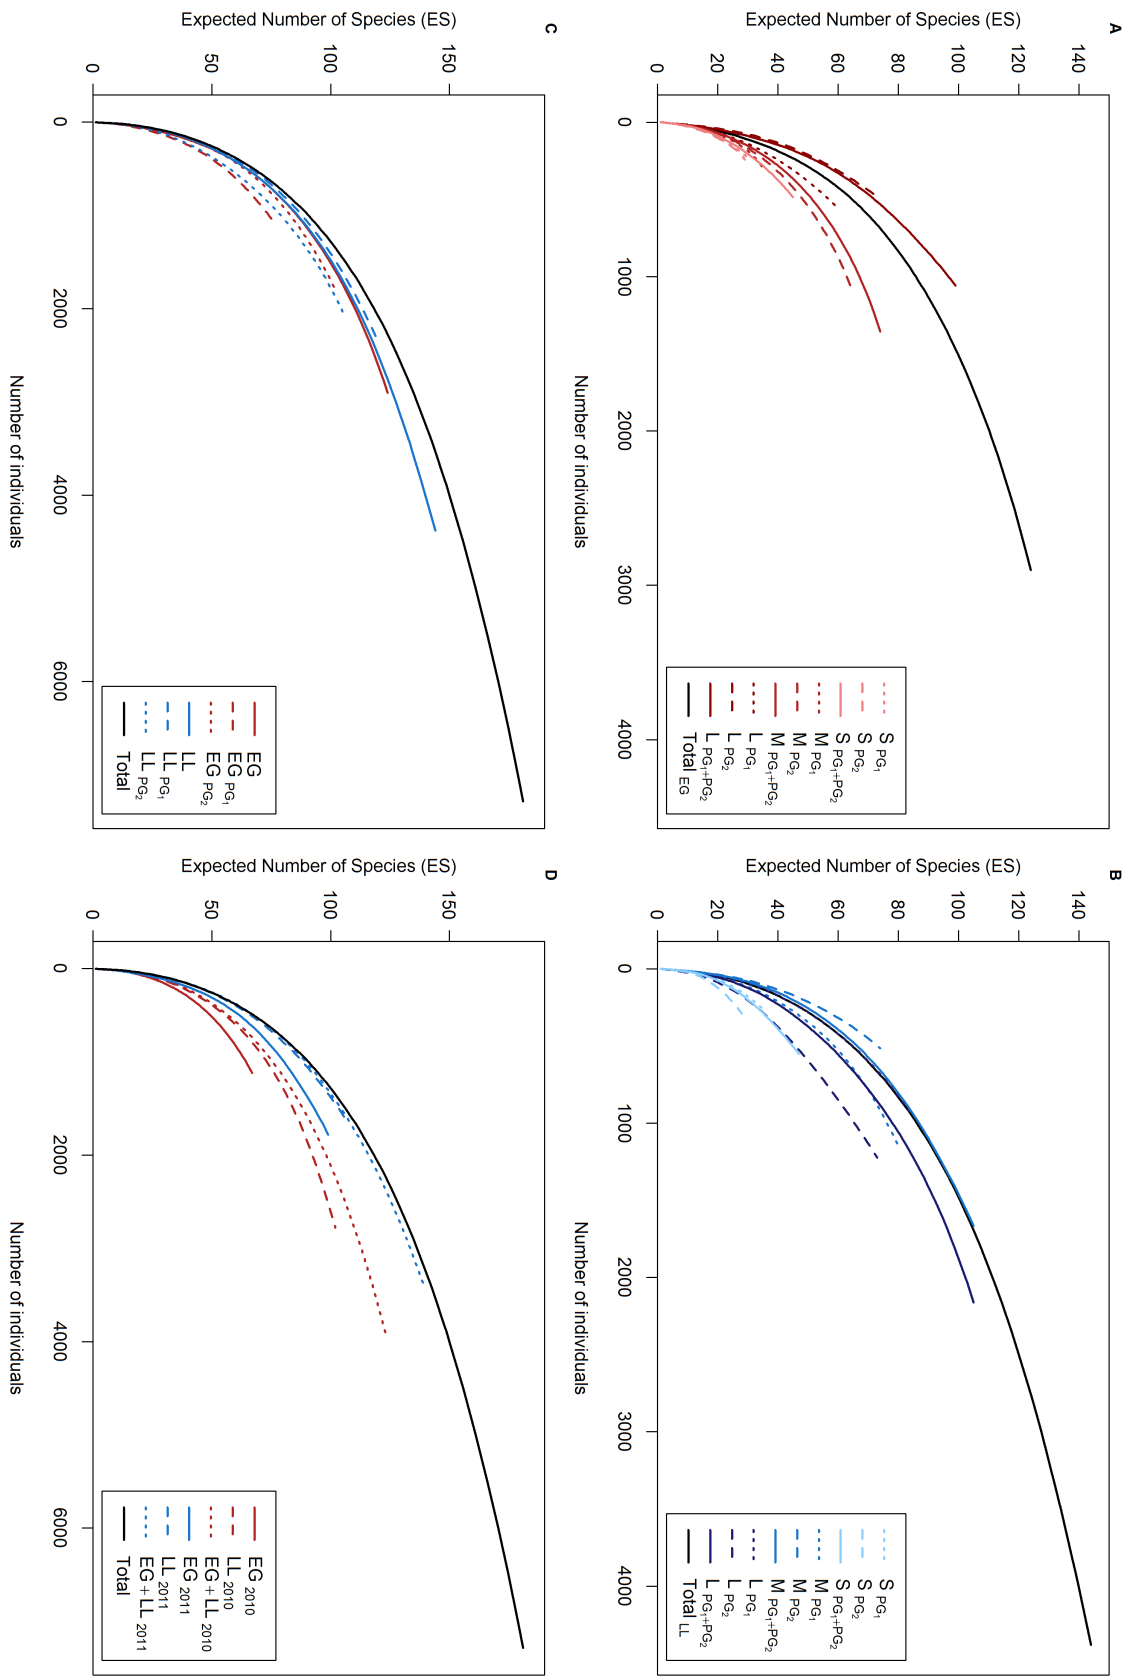 A
Expected Number of Species (ES)
0 20 40 60 80 100 120 140
0 1000 2000 3000 4000
Number of individuals
S PG1
S PG2
S PG1+PG2
M PG1
M PG2
M PG1+PG2
L PG1
L PG2
L PG1+PG2
Total EG
B
Expected Number of Species (ES)
0 20 40 60 80 100 120 140
0 1000 2000 3000 4000
Number of individuals
S PG1
S PG2
S PG1+PG2
M PG1
M PG2
M PG1+PG2
L PG1
L PG2
L PG1+PG2
Total LL
C
Expected Number of Species (ES)
0 50 100 150
0 2000 4000 6000
Number of individuals
EG
EG PG1
EG PG2
LL
LL PG1
LL PG2
Total
D
Expected Number of Species (ES)
0 50 100 150
0 2000 4000 6000
Number of individuals
EG 2010
LL 2010
EG + LL 2010
EG 2011
LL 2011
EG + LL 2011
Total